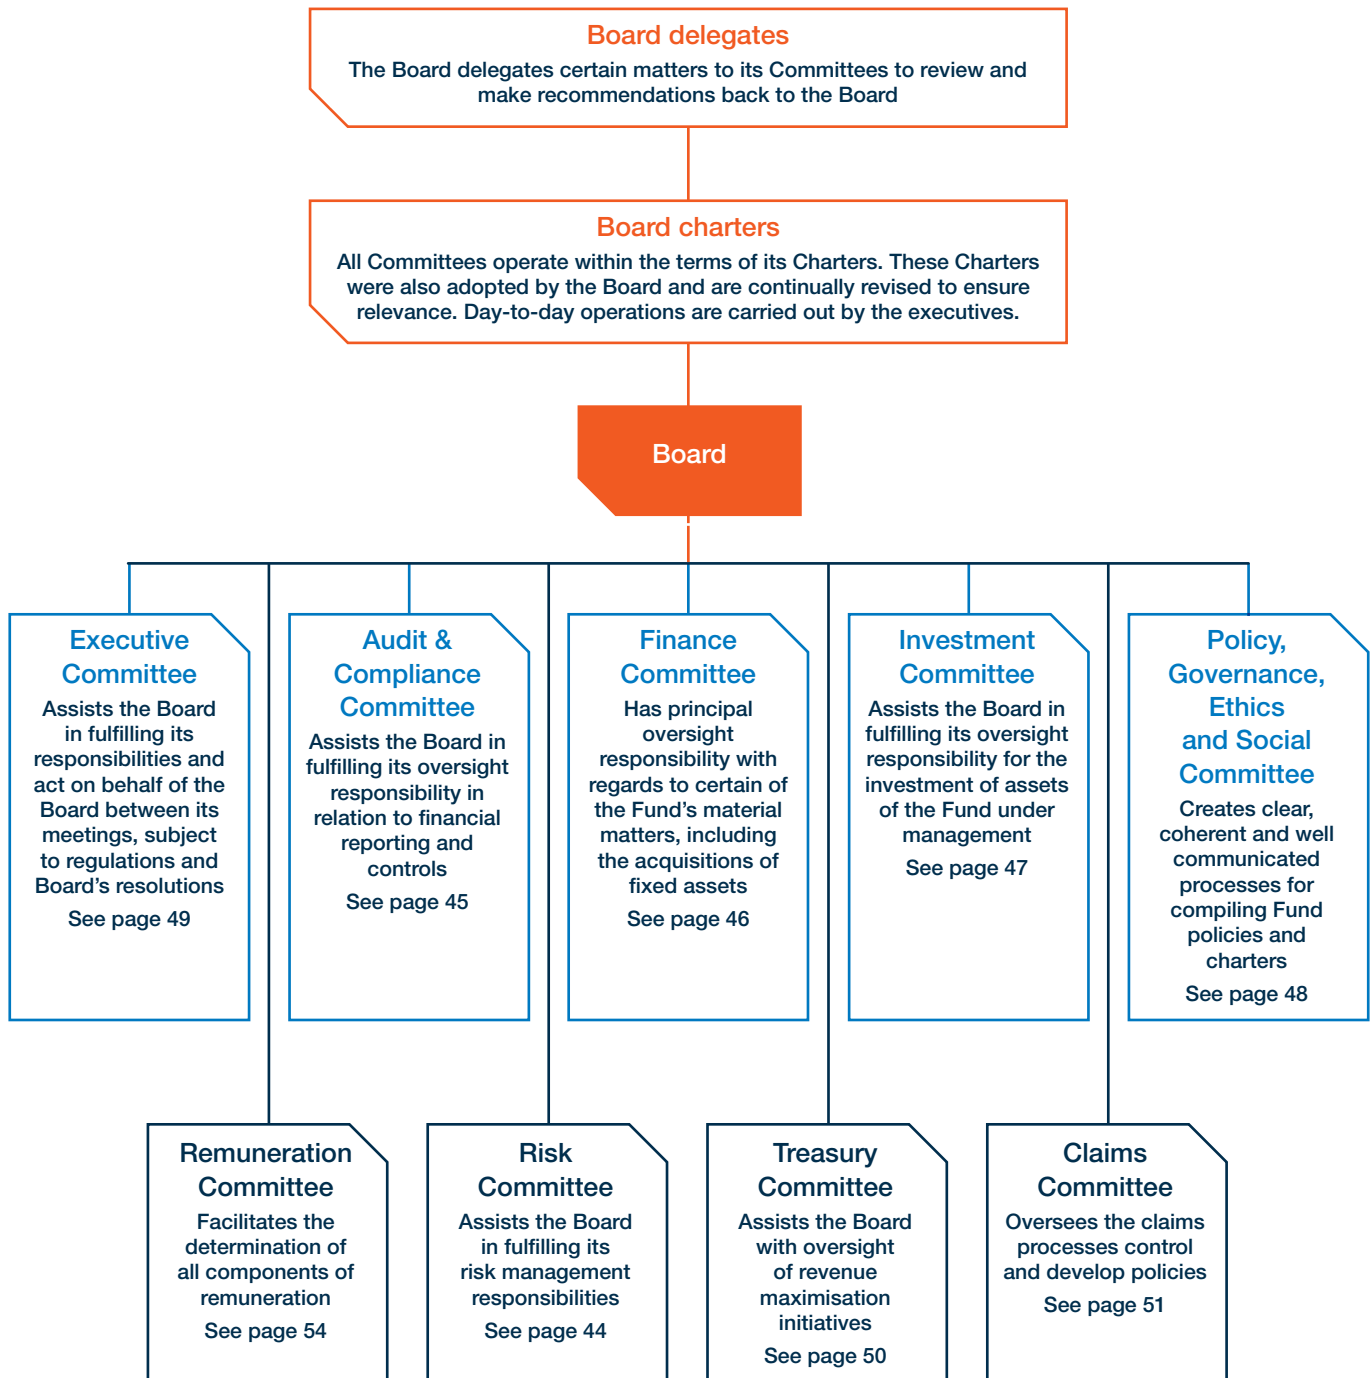 Board delegates
The Board delegates certain matters to its Committees to review and
make recommendations back to the Board
Board charters
All Committees operate within the terms of its Charters. These Charters
were also adopted by the Board and are continually revised to ensure
relevance. Day-to-day operations are carried out by the executives.
Board
Executive
Committee
Assists the Board
in fulfilling its
responsibilities and
act on behalf of the
Board between its
meetings, subject
to regulations and
Board's resolutions
See page 49
Audit &
Compliance
Committee
Assists the Board in
fulfilling its oversight
responsibility in
relation to financial
reporting and
controls
See page 45
Finance
Committee
Has principal
oversight
responsibility with
regards to certain of
the Fund's material
matters, including
the acquisitions of
fixed assets
See page 46
Investment
Committee
Assists the Board in
fulfilling its oversight
responsibility for the
investment of assets
of the Fund under
management
See page 47
Policy,
Governance,
Ethics
and Social
Committee
Creates clear,
coherent and well
communicated
processes for
compiling Fund
policies and
charters
See page 48
Remuneration
Committee
Facilitates the
determination of
all components of
remuneration
See page 54
Risk
Committee
Assists the Board
in fulfilling its
risk management
responsibilities
See page 44
Treasury
Committee
Assists the Board
with oversight
of revenue
maximisation
initiatives
See page 50
Claims
Committee
Oversees the claims
processes control
and develop policies
See page 51